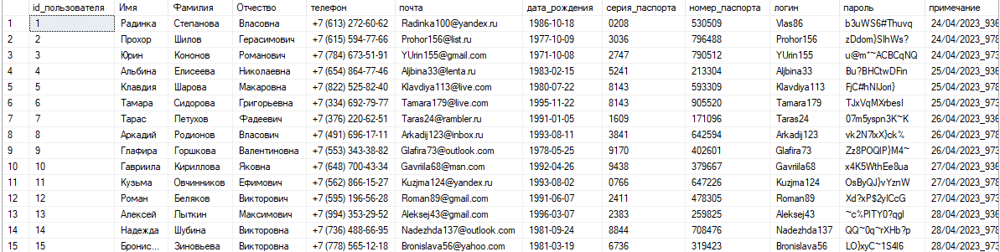 id_пользователя Имя Фамилия Отчество телефон почта дата_рождения серия_паспорта номер_паспорта логин пароль примечание
1 1 Радинка Степанова Власовна +7 (613) 272-60-62 Radinka100@yandex.ru 1986-10-18 0208 530509 Vlas86 b3uWS6#Thuvq 24/04/2023_936
2 2 Прохор Шилов Герасимович +7 (615) 594-77-66 Prohor156@list.ru 1977-10-09 3036 796488 Prohor156 zDdom}SIhWs? 24/04/2023_978
3 3 Юрин Кононов Романович +7 (784) 673-51-91 YUrin155@gmail.com 1971-10-08 2747 790512 YUrin155 u@m*~ACBCqNQ 24/04/2023_973
4 4 Альбина Елисеева Николаевна +7 (654) 864-77-46 Aljbina33@lenta.ru 1983-02-15 5241 213304 Aljbina33 Bu?BHCtwDFin 25/04/2023_973
5 5 Клавдия Шарова Макаровна +7 (822) 525-82-40 Klavdiya113@live.com 1980-07-22 8143 593309 Klavdiya113 FjC#hNIJori} 25/04/2023_978
6 6 Тамара Сидорова Григорьевна +7 (334) 692-79-77 Tamara179@live.com 1995-11-22 8143 905520 Tamara179 TJxVqMXrbesI 25/04/2023_936
7 7 Тарас Петухов Фадеевич +7 (376) 220-62-51 Taras24@rambler.ru 1991-01-05 1609 171096 Taras24 07m5yspn3K~K 26/04/2023_936
8 8 Аркадий Родионов Власович +7 (491) 696-17-11 Arkadij123@inbox.ru 1993-08-11 3841 642594 Arkadij123 vk2N7lxX}ck% 26/04/2023_978
9 9 Глафира Горшкова Валентиновна +7 (553) 343-38-82 Glafira73@outlook.com 1978-05-25 9170 402601 Glafira73 Zz8POQIP}M4~ 26/04/2023_973
10 10 Гавриила Кириллова Яковна +7 (648) 700-43-34 Gavriila68@msn.com 1992-04-26 9438 379667 Gavriila68 x4K5WthEe8ua 27/04/2023_936
11 11 Кузьма Овчинников Ефимович +7 (562) 866-15-27 Kuzjma124@yandex.ru 1993-08-02 0766 647226 Kuzjma124 OsByQJ}vYznW 27/04/2023_978
12 12 Роман Беляков Викторович +7 (595) 196-56-28 Roman89@gmail.com 1991-06-07 2411 478305 Roman89 Xd?xP$2yICcG 27/04/2023_973
13 13 Алексей Лыткин Максимович +7 (994) 353-29-52 Aleksej43@gmail.com 1996-03-07 2383 259825 Aleksej43 ~c%PITY0?qgl 28/04/2023_936
14 14 Надежда Шубина Викторовна +7 (736) 488-66-95 Nadezhda137@outlook.com 1981-09-24 8844 708476 Nadezhda137 QQ~0q~rXHb?p 28/04/2023_978
15 15 Бронис... Зиновьева Викторовна +7 (778) 565-12-18 Bronislava56@yahoo.com 1981-03-19 6736 319423 Bronislava56 LO}xyC~1S4l6 28/04/2023_973